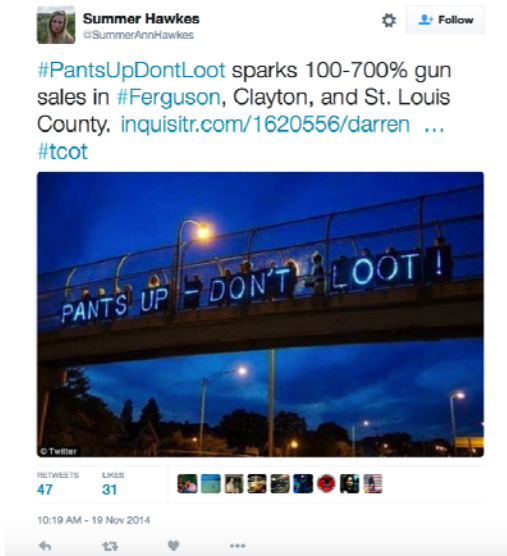 Summer Hawkes
@SummerAnnHawkes
Follow
#PantsUpDontLoot sparks 100-700% gun
sales in #Ferguson, Clayton, and St. Louis
County. inquisitr.com/1620556/darren ...
#tcot
PANTS UP - DON'T LOOT!
© Twitter
RETWEETS LIKES
47 31
10:19 AM - 19 Nov 2014